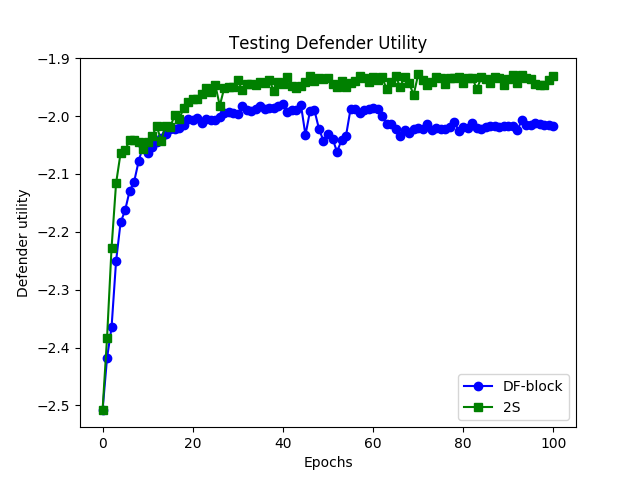 Testing Defender Utility
Defender utility
−1.9
−2.0
−2.1
−2.2
−2.3
−2.4
−2.5
0
20
40
60
80
100
Epochs
DF-block
2S